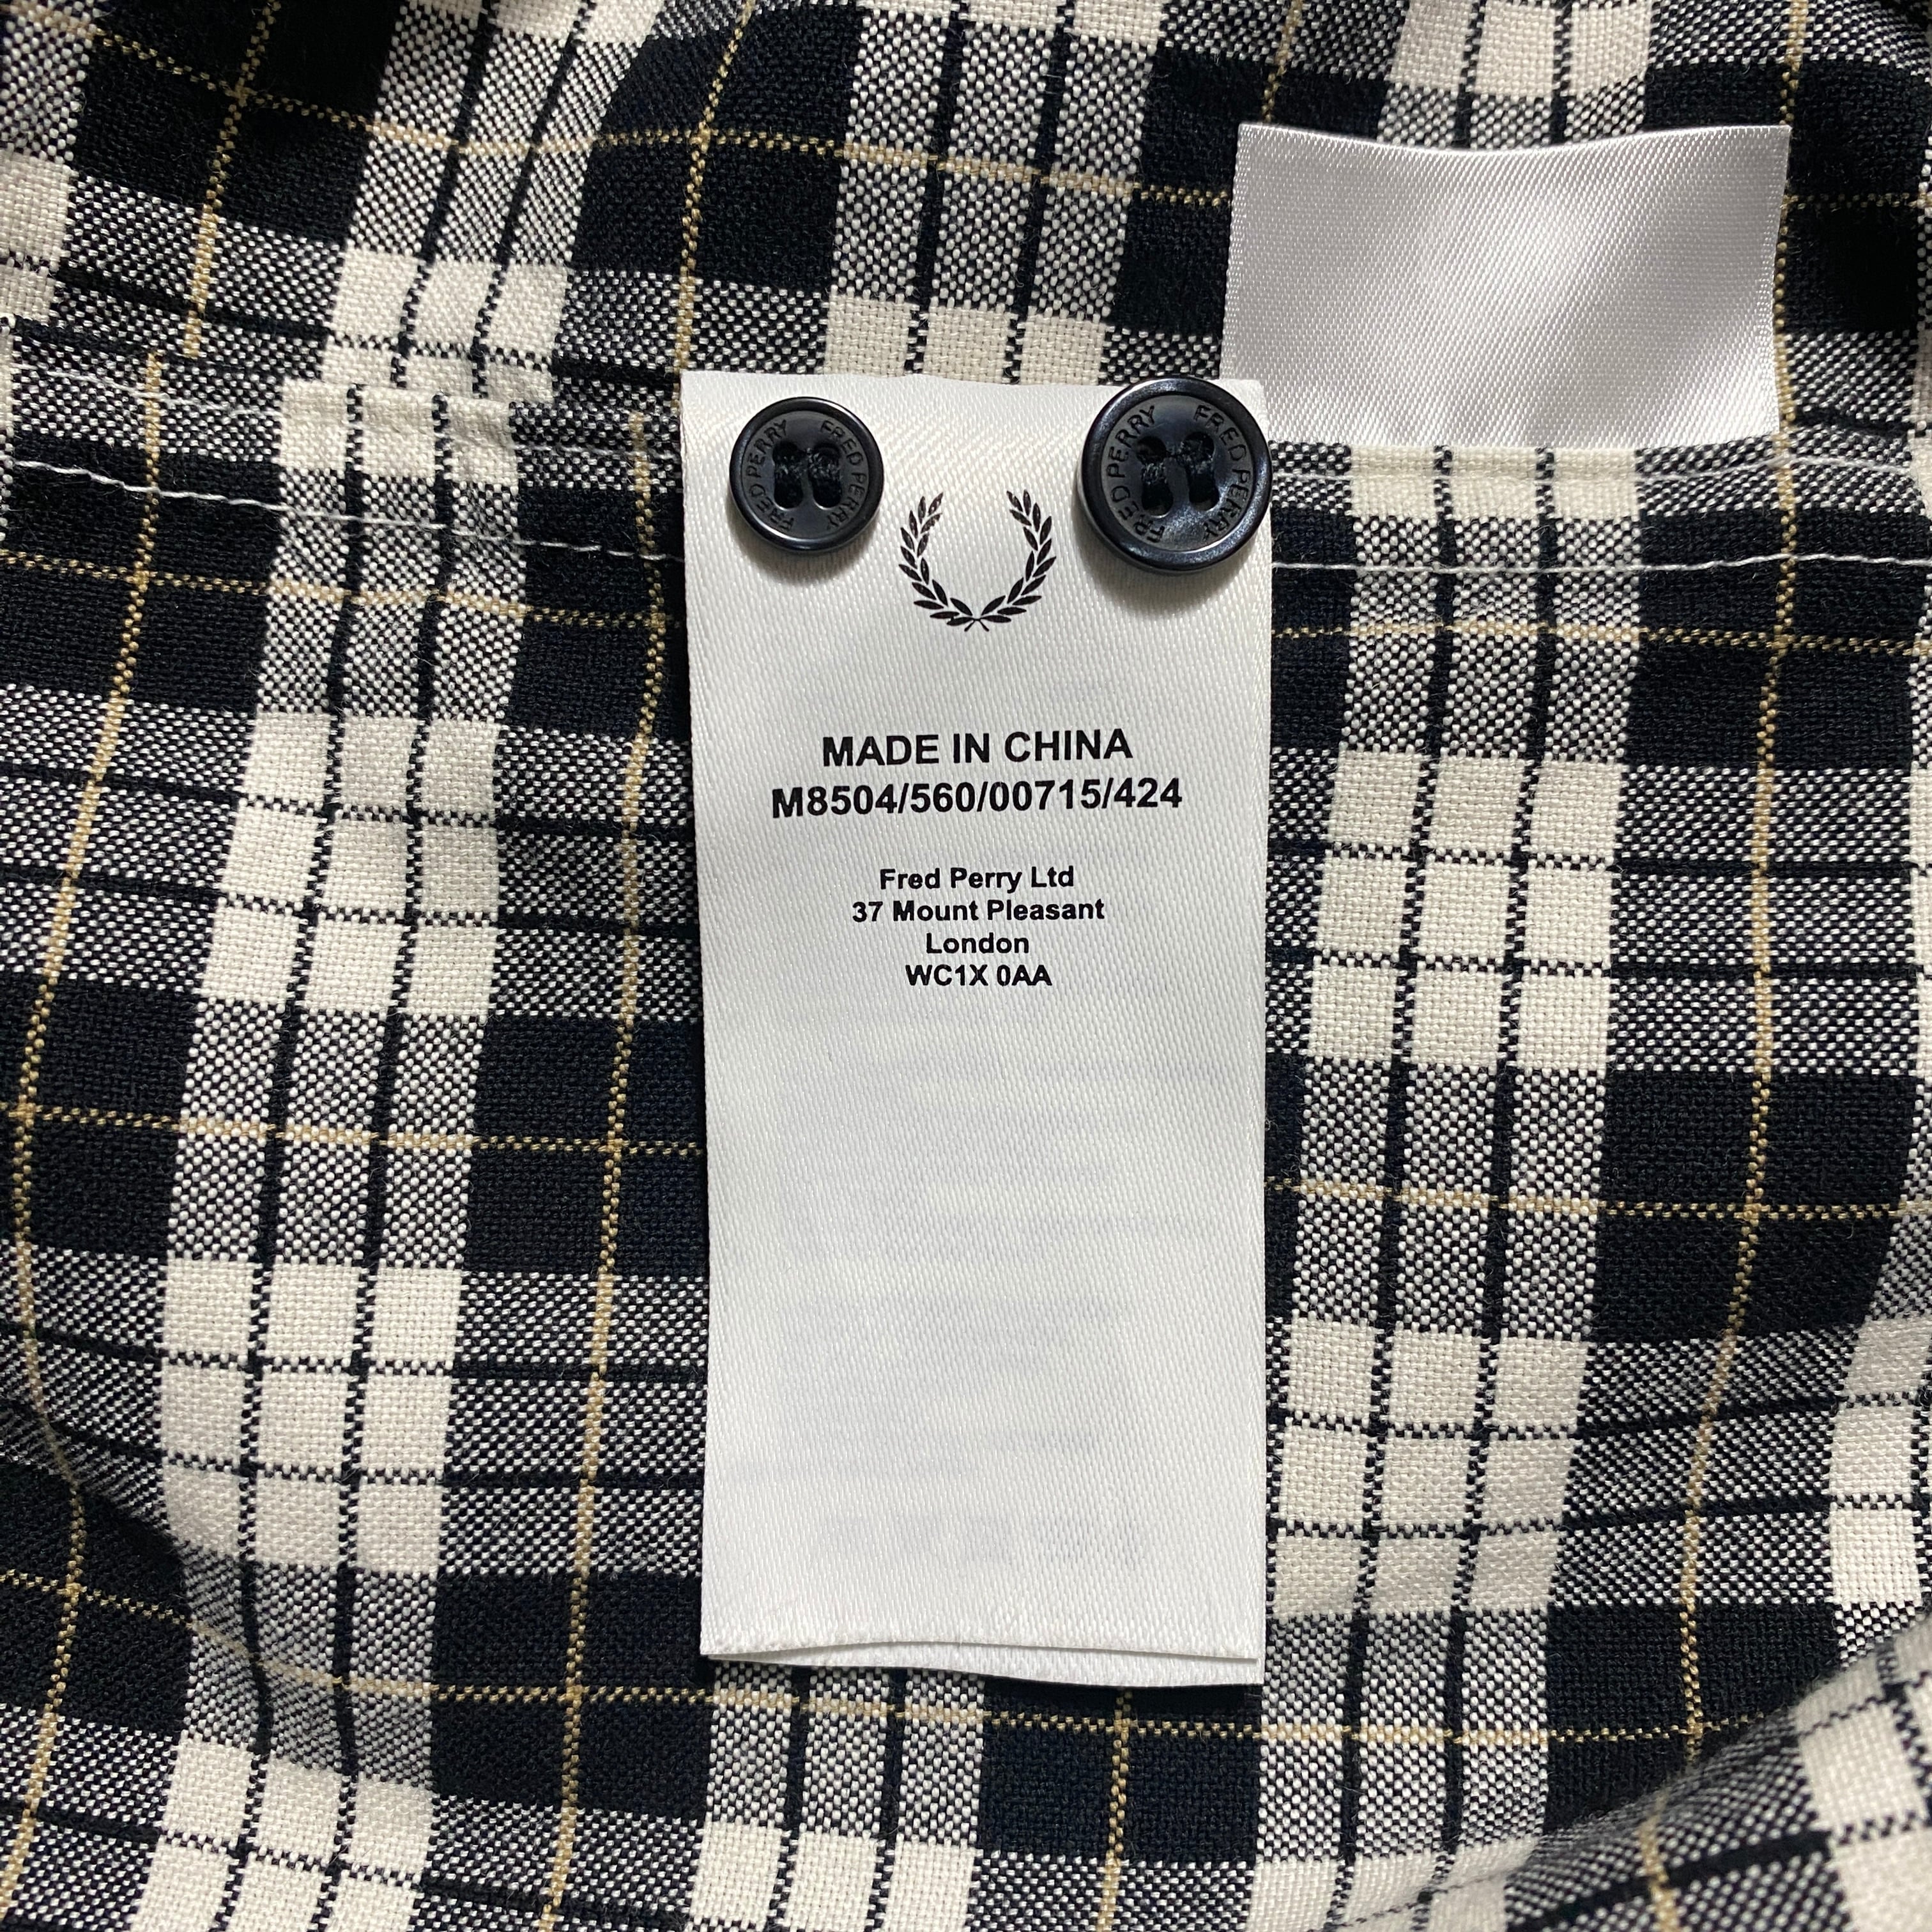 FRED PERRY FRED PERRY
FRED PERRY FRED PERRY
MADE IN CHINA
M8504/560/00715/424
Fred Perry Ltd
37 Mount Pleasant
London
WC1X 0AA